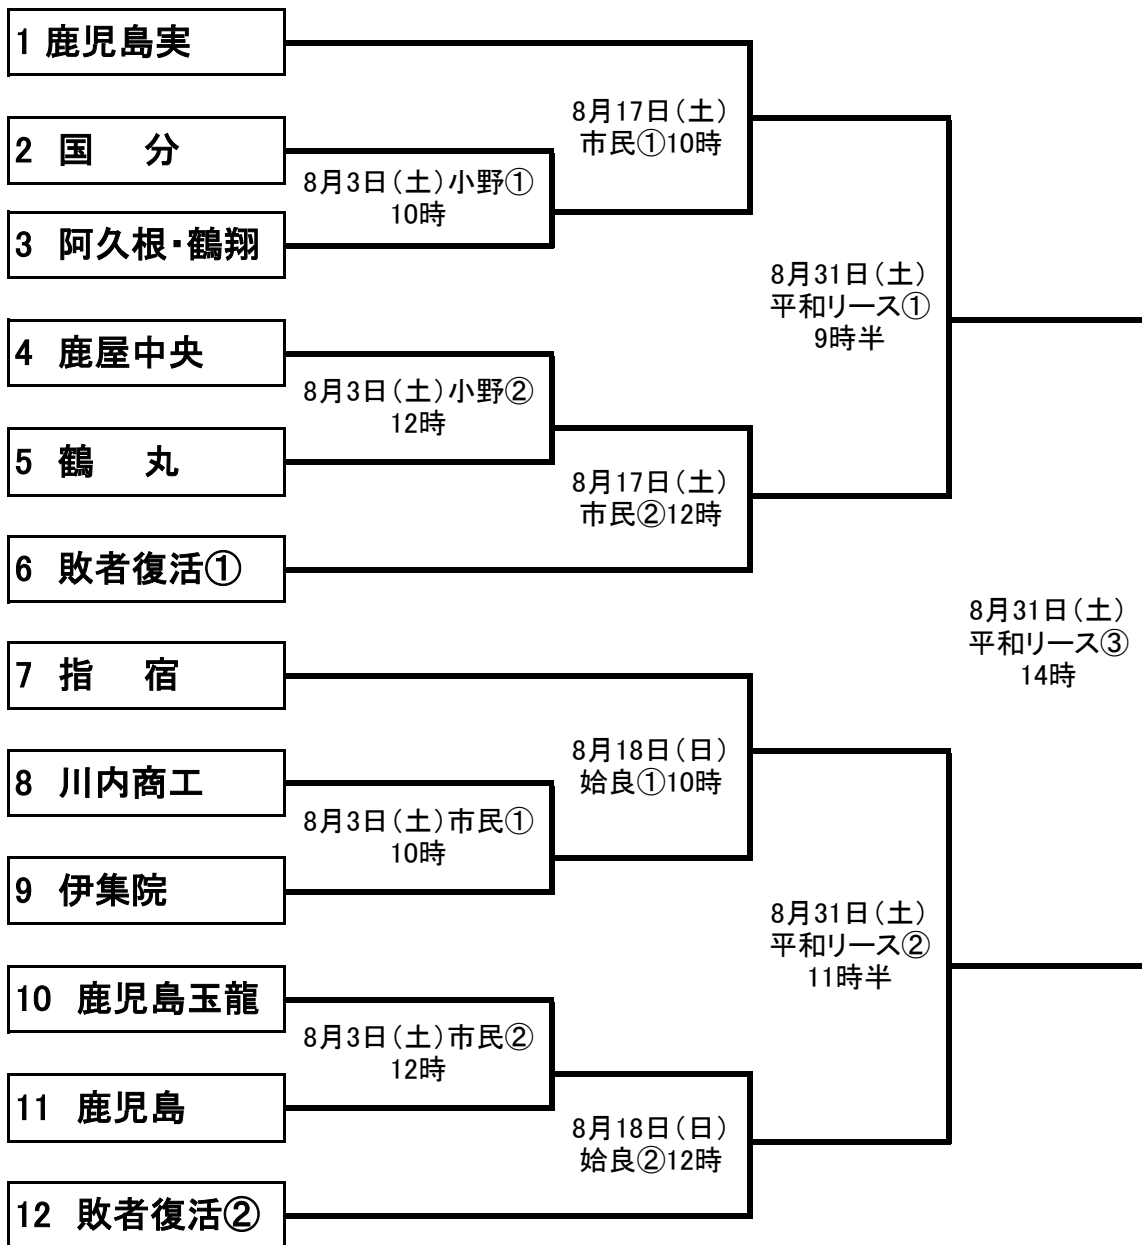 1 鹿児島実
8月17日(土)
市民①10時
2 国 分
8月3日(土)小野①
10時
3 阿久根・鶴翔
8月31日(土)
平和リース①
9時半
4 鹿屋中央
8月3日(土)小野②
12時
5 鶴 丸
8月17日(土)
市民②12時
6 敗者復活①
8月31日(土)
平和リース③
14時
7 指 宿
8月18日(日)
姶良①10時
8 川内商工
8月3日(土)市民①
10時
9 伊集院
8月31日(土)
平和リース②
11時半
10 鹿児島玉龍
8月3日(土)市民②
12時
11 鹿児島
8月18日(日)
姶良②12時
12 敗者復活②